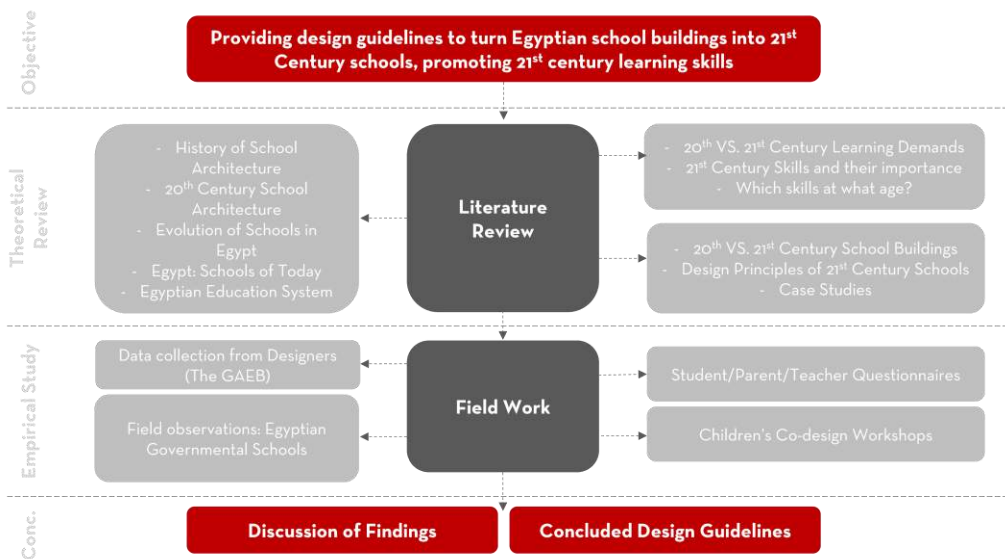 Objective
Providing design guidelines to turn Egyptian school buildings into 21st
Century schools, promoting 21st century learning skills
Theoretical
Review
- History of School
Architecture
- 20th Century School
Architecture
- Evolution of Schools in
Egypt
- Egypt: Schools of Today
- Egyptian Education System
Literature
Review
- 20th VS. 21st Century Learning Demands
- 21st Century Skills and their importance
- Which skills at what age?
- 20th VS. 21st Century School Buildings
- Design Principles of 21st Century Schools
- Case Studies
Empirical Study
Data collection from Designers
(The GAEB)
Field observations: Egyptian
Governmental Schools
Field Work
Student/Parent/Teacher Questionnaires
Children's Co-design Workshops
Conc.
Discussion of Findings
Concluded Design Guidelines